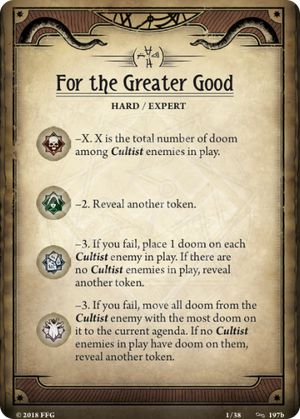 For the Greater Good
HARD / EXPERT
–X. X is the total number of doom
among Cultist enemies in play.
–2. Reveal another token.
–3. If you fail, place 1 doom on each
Cultist enemy in play. If there are
no Cultist enemies in play, reveal
another token.
–3. If you fail, move all doom from the
Cultist enemy with the most doom on
it to the current agenda. If no Cultist
enemies in play have doom on them,
reveal another token.
© 2018 FFG
1/38
197b